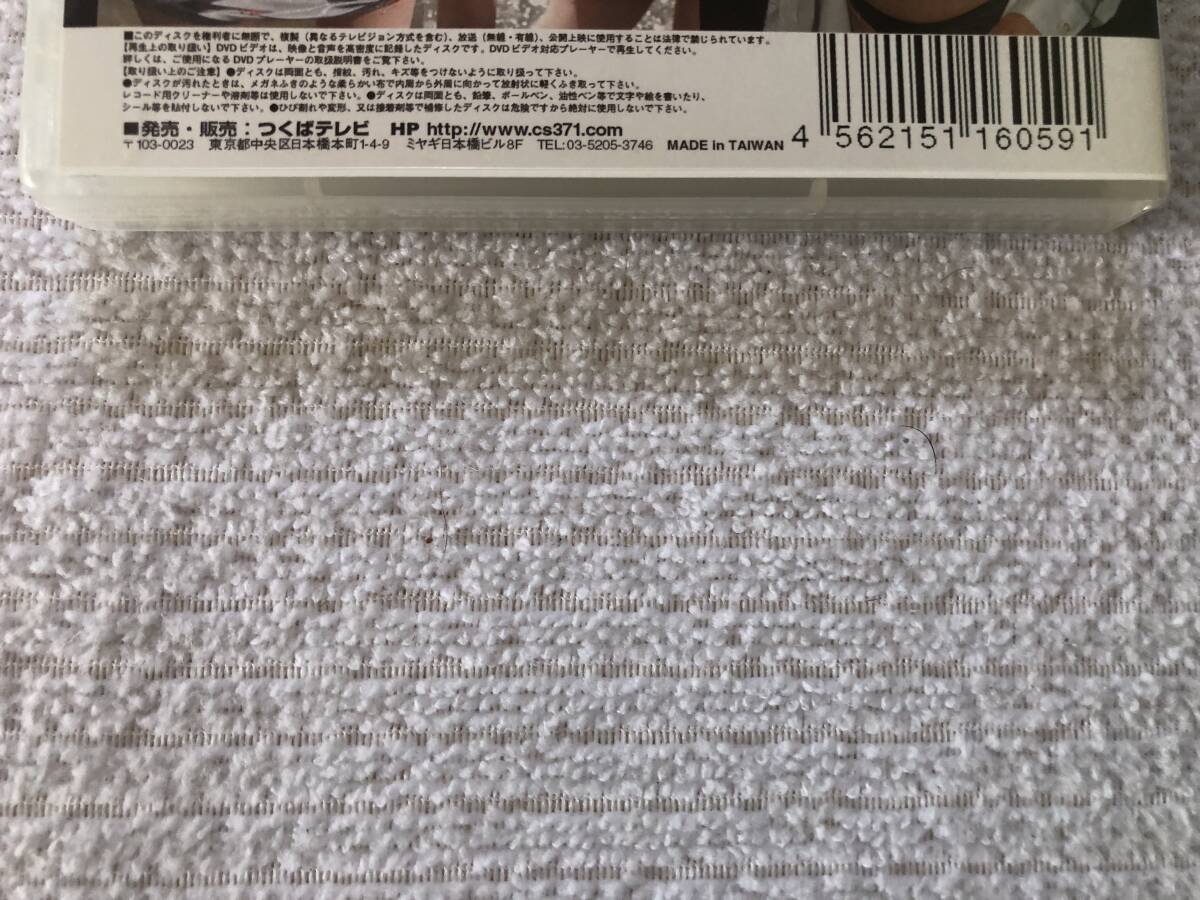 ■このディスクを権利者に無断で、複製(異なるテレビジョン方式を含む)、放送(無線・有線)、公開上映に使用することは法律で禁じられています。
【再生上の取り扱い】DVDビデオは、映像と音声を高密度に記録したディスクです。DVDビデオ対応プレーヤーで再生してください。
詳しくは、ご使用になるDVDプレーヤーの取扱説明書をご覧下さい。
【取り扱い上のご注意】●ディスクは両面とも、指紋、汚れ、キズ等をつけないように取り扱って下さい。
●ディスクが汚れたときは、メガネふきのような柔らかい布で内周から外周に向かって放射状に軽くふき取って下さい。
レコード用クリーナーや溶剤等は使用しないで下さい。●ディスクは両面とも、鉛筆、ボールペン、油性ペン等で文字や絵を書いたり、
シール等を貼付しないで下さい。●ひび割れや変形、又は接着剤等で補修したディスクは危険ですから絶対に使用しないで下さい。
■発売・販売:つくばテレビ HP http://www.cs371.com
〒103-0023 東京都中央区日本橋本町1-4-9 ミヤギ日本橋ビル8F TEL:03-5205-3746 MADE in TAIWAN
4 562151 160591